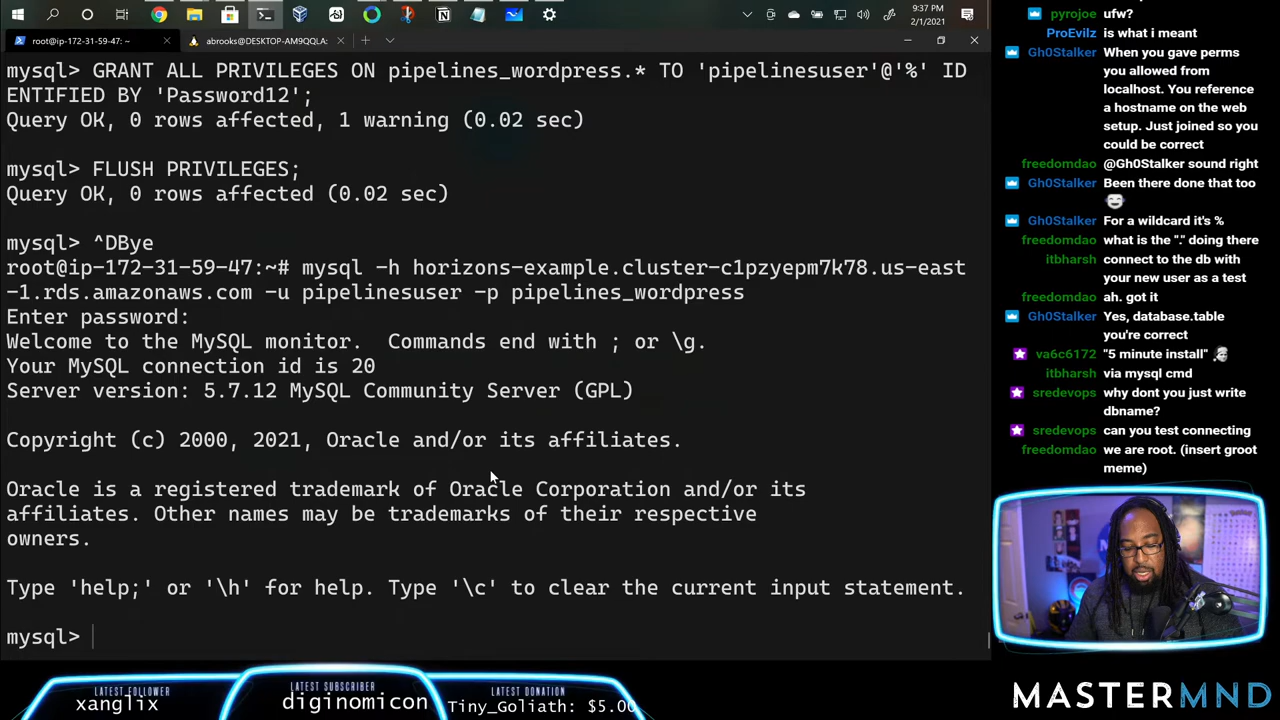 9:37 PM
2/1/2021
root@ip-172-31-59-47: ~
abrooks@DESKTOP-AM9QQLA:
mysql> GRANT ALL PRIVILEGES ON pipelines_wordpress.* TO 'pipelinesuser'@'%' ID
ENTIFIED BY 'Password12';
Query OK, 0 rows affected, 1 warning (0.02 sec)
mysql> FLUSH PRIVILEGES;
Query OK, 0 rows affected (0.02 sec)
mysql> ^DBye
root@ip-172-31-59-47:~# mysql -h horizons-example.cluster-c1pzyepm7k78.us-east
-1.rds.amazonaws.com -u pipelinesuser -p pipelines_wordpress
Enter password:
Welcome to the MySQL monitor.  Commands end with ; or \g.
Your MySQL connection id is 20
Server version: 5.7.12 MySQL Community Server (GPL)
Copyright (c) 2000, 2021, Oracle and/or its affiliates.
Oracle is a registered trademark of Oracle Corporation and/or its
affiliates. Other names may be trademarks of their respective
owners.
Type 'help;' or '\h' for help. Type '\c' to clear the current input statement.
mysql>
pyrojoe ufw?
ProEvilz is what i meant
Gh0Stalker When you gave perms
you allowed from
localhost. You reference
a hostname on the web
setup. Just joined so you
could be correct
freedomdao @Gh0Stalker sound right
Gh0Stalker Been there done that too
Gh0Stalker For a wildcard it's %
freedomdao what is the "." doing there
itbharsh connect to the db with
your new user as a test
freedomdao ah. got it
Gh0Stalker Yes, database.table
you're correct
va6c6172 "5 minute install"
itbharsh via mysql cmd
sredevops why dont you just write
dbname?
sredevops can you test connecting
freedomdao we are root. (insert groot
meme)
LATEST FOLLOWER
xanglix
LATEST SUBSCRIBER
diginomicon
LATEST DONATION
Tiny_Goliath: $5.00
MASTERMND